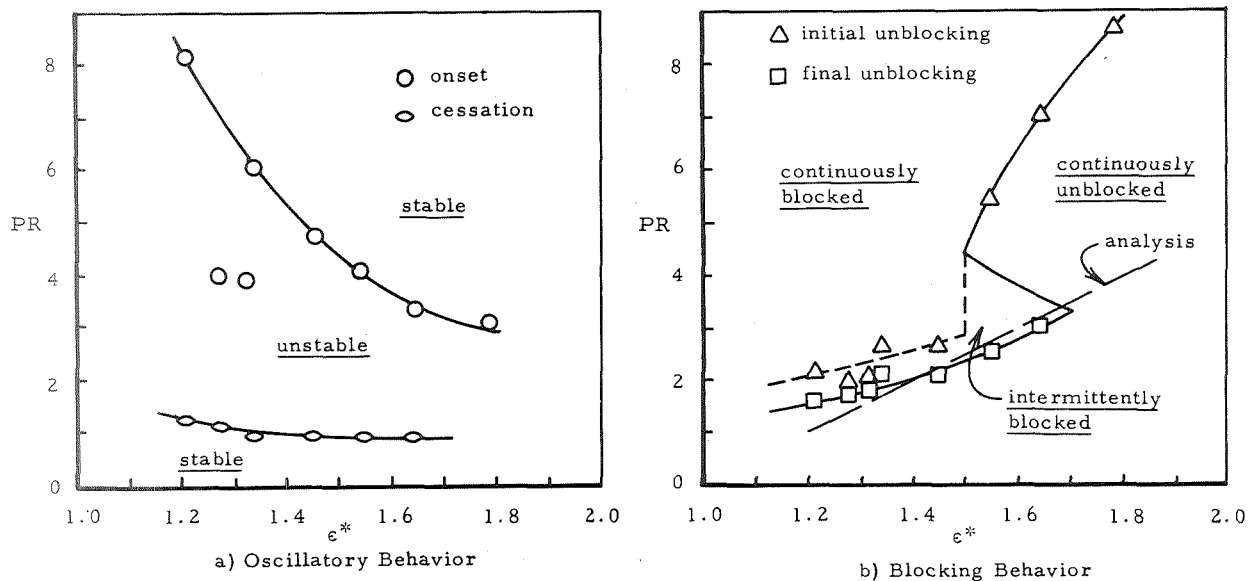 8
6
PR
4
2
0
1.0
1.2
1.4
1.6
1.8
2.0
ϵ*
onset
cessation
stable
unstable
stable
a) Oscillatory Behavior
8
6
PR
4
2
0
1.0
1.2
1.4
1.6
1.8
2.0
ϵ*
initial unblocking
final unblocking
continuously
blocked
continuously
unblocked
analysis
intermittently
blocked
b) Blocking Behavior